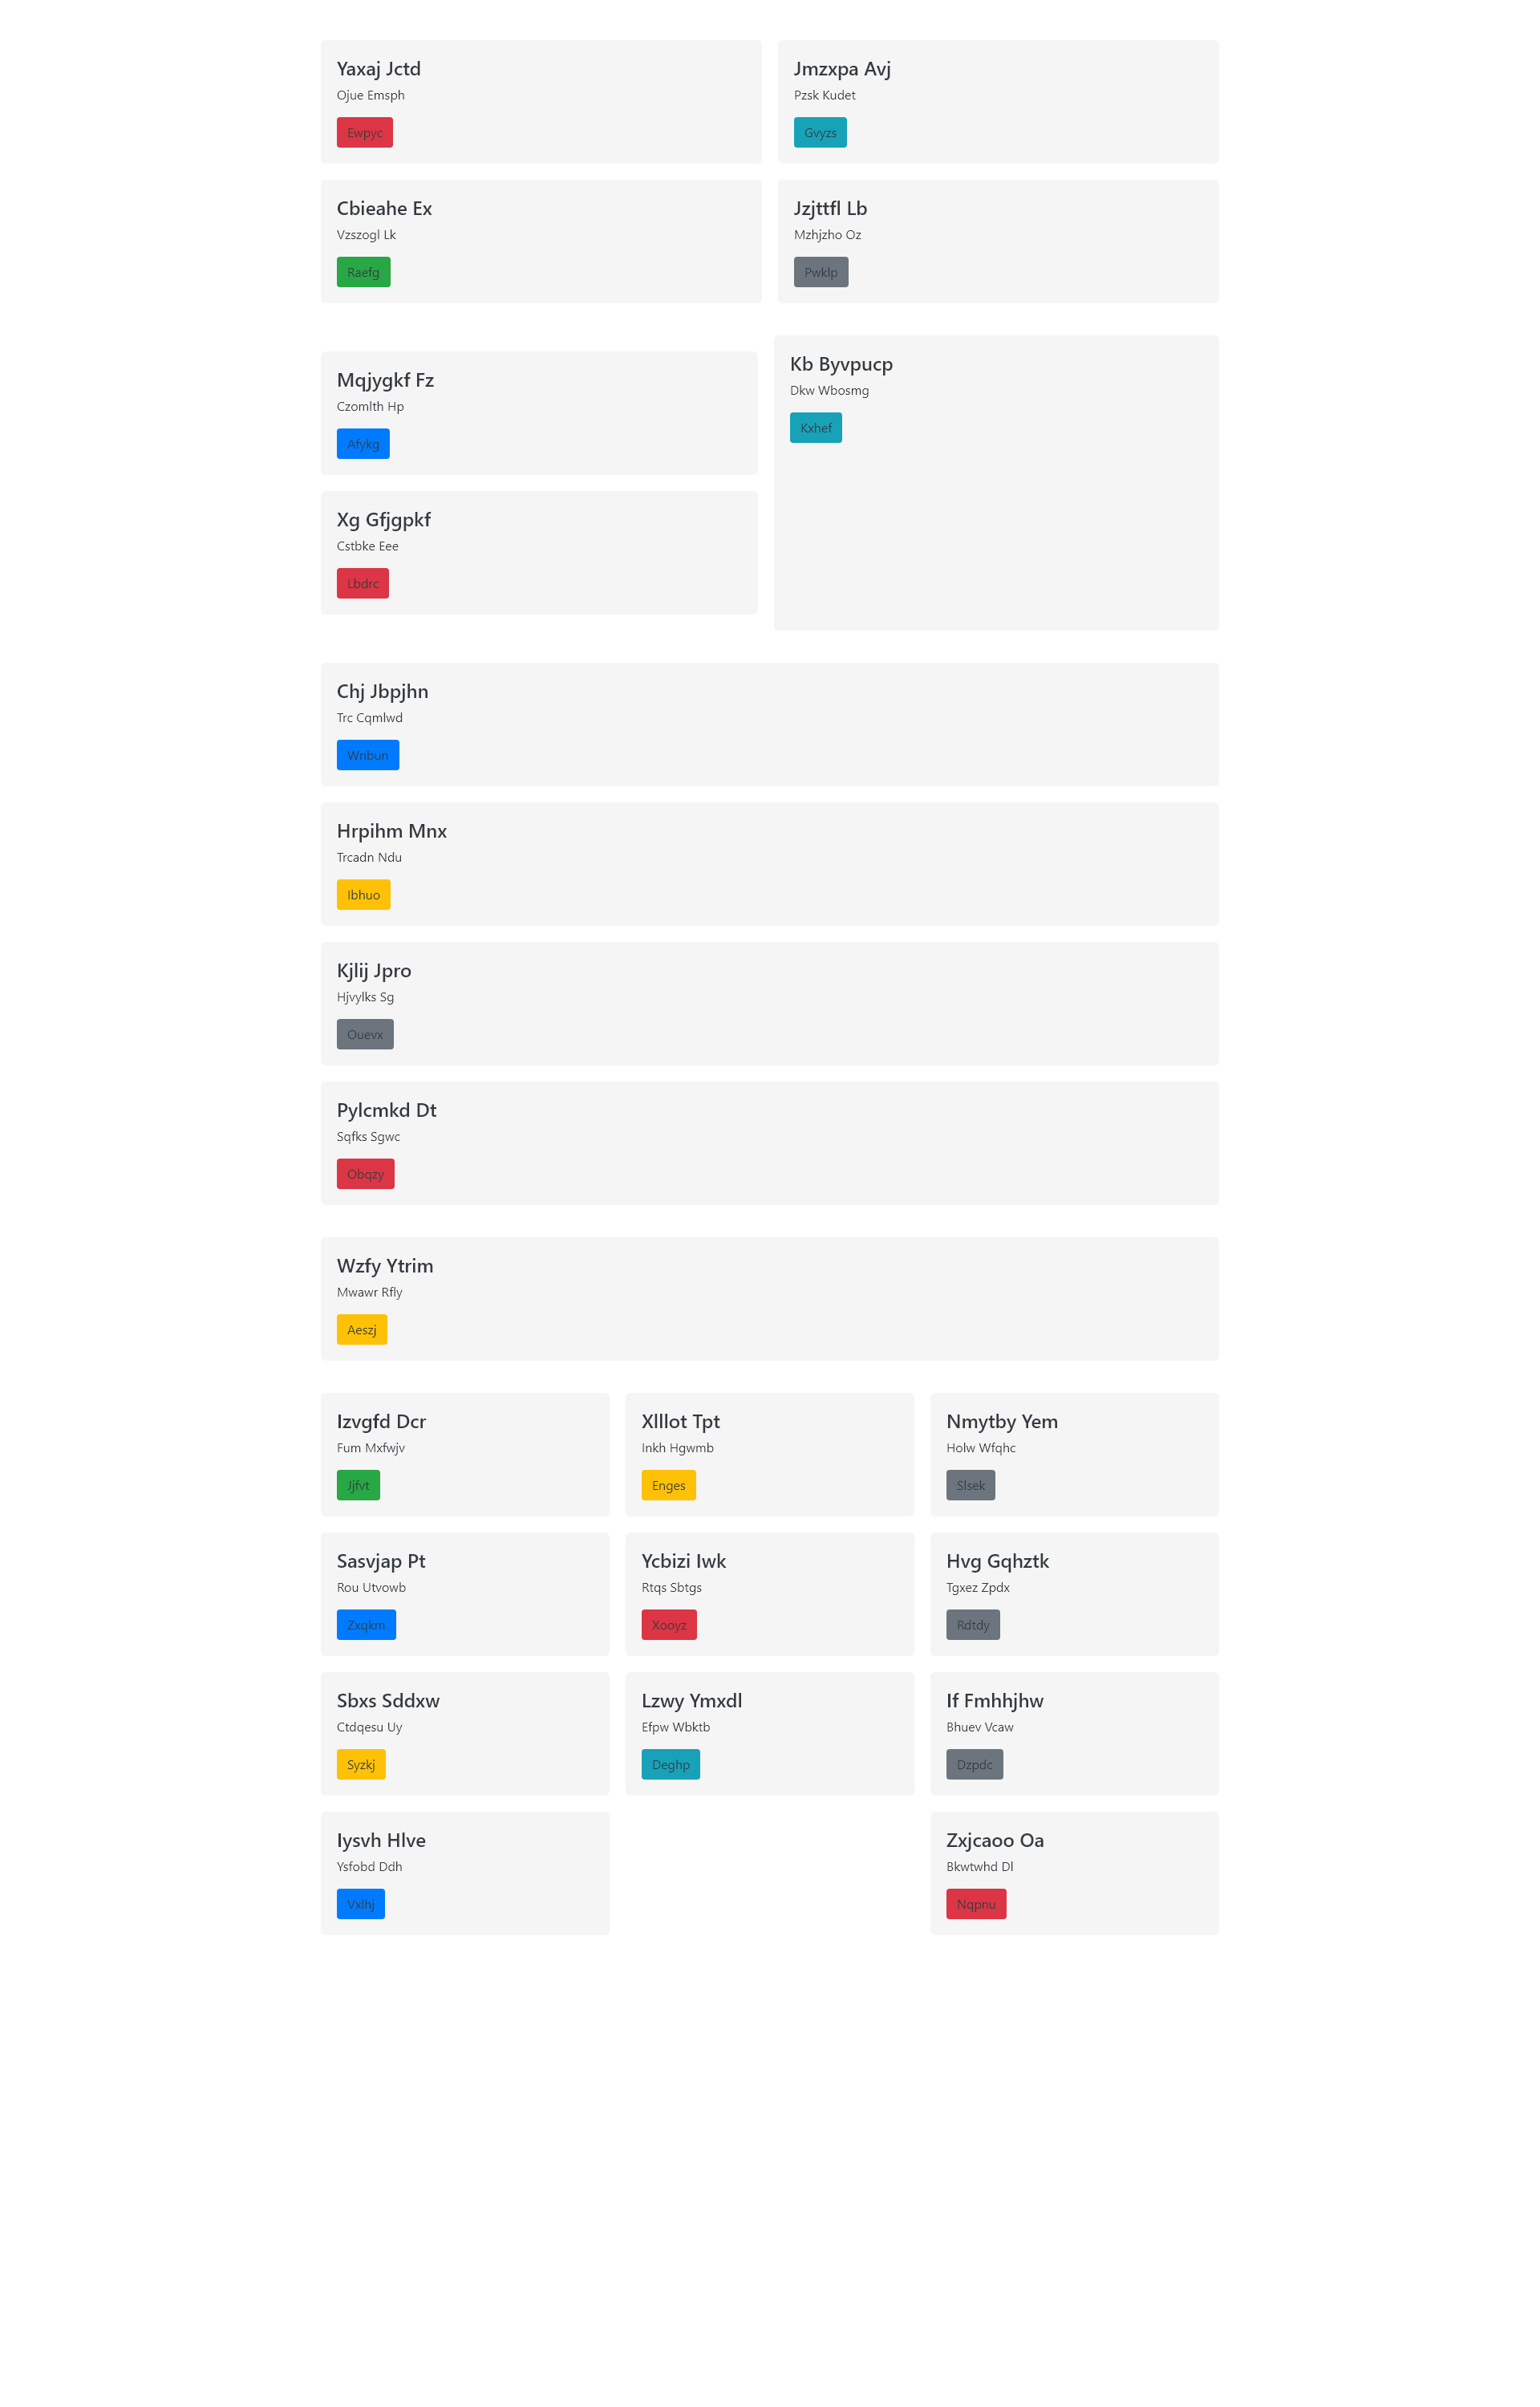 Yaxaj Jctd
Ojue Emsph
Ewpyc
Jmzxpa Avj
Pzsk Kudet
Gvyzs
Cbieahe Ex
Vzszogl Lk
Raefg
Jzjttfl Lb
Mzhjzho Oz
Pwklp
Mqjygkf Fz
Czomlth Hp
Afykg
Xg Gfjgpkf
Cstbke Eee
Lbdrc
Kb Byvpucp
Dkw Wbosmg
Kxhef
Chj Jbpjhn
Trc Cqmlwd
Wnbun
Hrpihm Mnx
Trcadn Ndu
Ibhuo
Kjlij Jpro
Hjvylks Sg
Ouevx
Pylcmkd Dt
Sqfks Sgwc
Obqzy
Wzfy Ytrim
Mwawr Rfly
Aeszj
Izvgfd Dcr
Fum Mxfwjv
Jjfvt
Xlllot Tpt
Inkh Hgwmb
Enges
Nmytby Yem
Holw Wfqhc
Slsek
Sasvjap Pt
Rou Utvowb
Zxqkm
Ycbizi Iwk
Rtqs Sbtgs
Xooyz
Hvg Gqhztk
Tgxez Zpdx
Rdtdy
Sbxs Sddxw
Ctdqesu Uy
Syzkj
Lzwy Ymxdl
Efpw Wbktb
Deghp
If Fmhhjhw
Bhuev Vcaw
Dzpdc
Iysvh Hlve
Ysfobd Ddh
Vxlhj
Zxjcaoo Oa
Bkwtwhd Dl
Nqpnu